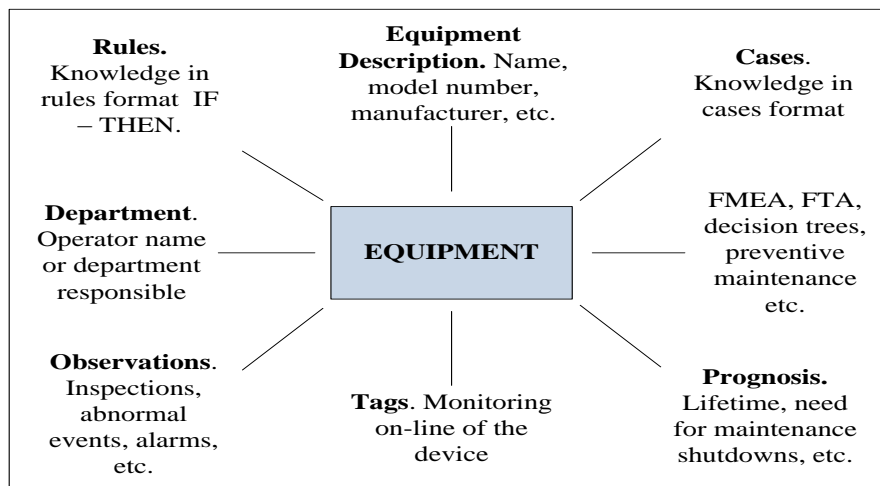 Rules.
Knowledge in
rules format IF
– THEN.
Equipment
Description. Name,
model number,
manufacturer, etc.
Cases.
Knowledge in
cases format
Department.
Operator name
or department
responsible
EQUIPMENT
FMEA, FTA,
decision trees,
preventive
maintenance
etc.
Observations.
Inspections,
abnormal
events, alarms,
etc.
Tags. Monitoring
on-line of the
device
Prognosis.
Lifetime, need
for maintenance
shutdowns, etc.